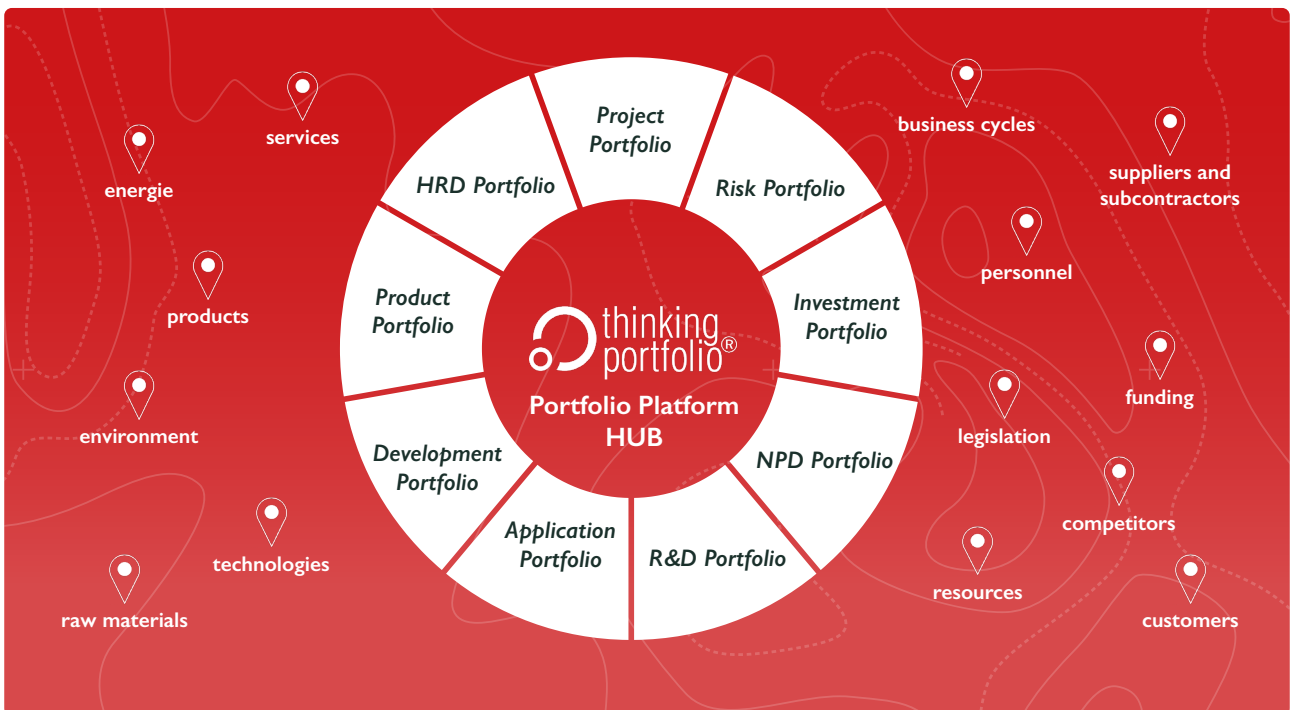 services
energie
products
environment
technologies
raw materials
Project
Portfolio
Risk Portfolio
Investment
Portfolio
NPD Portfolio
R&D Portfolio
Application
Portfolio
Development
Portfolio
Product
Portfolio
HRD Portfolio
thinking
portfolio®
Portfolio Platform
HUB
business cycles
suppliers and
subcontractors
personnel
funding
legislation
competitors
resources
customers